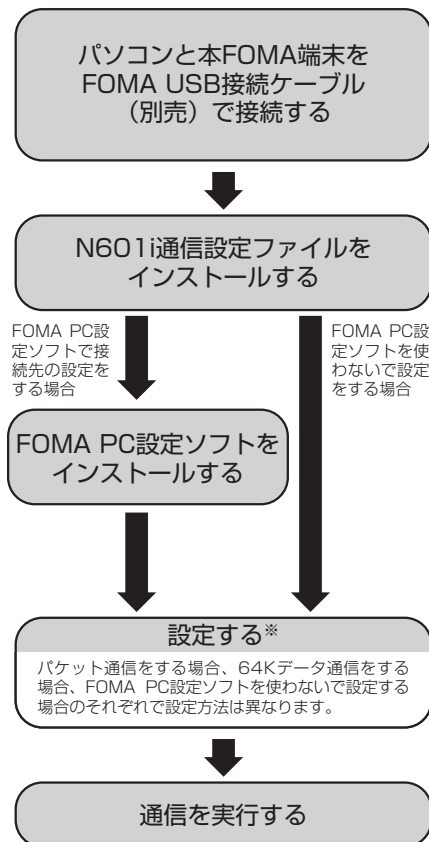 パソコンと本FOMA端末を
FOMA USB接続ケーブル
(別売)で接続する
N601i通信設定ファイルを
インストールする
FOMA PC設
定ソフトで接
続先の設定を
する場合
FOMA PC設
定ソフトを使
わないで設定
をする場合
FOMA PC設定ソフトを
インストールする
設定する※
パケット通信をする場合、64Kデータ通信をする
場合、FOMA PC設定ソフトを使わないで設定する
場合のそれぞれで設定方法は異なります。
通信を実行する